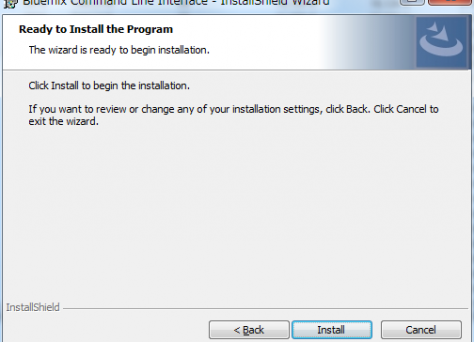 Bluemix Command Line Interface - InstallShield Wizard
Ready to Install the Program
The wizard is ready to begin installation.
Click Install to begin the installation.
If you want to review or change any of your installation settings, click Back. Click Cancel to
exit the wizard.
InstallShield
< Back
Install
Cancel